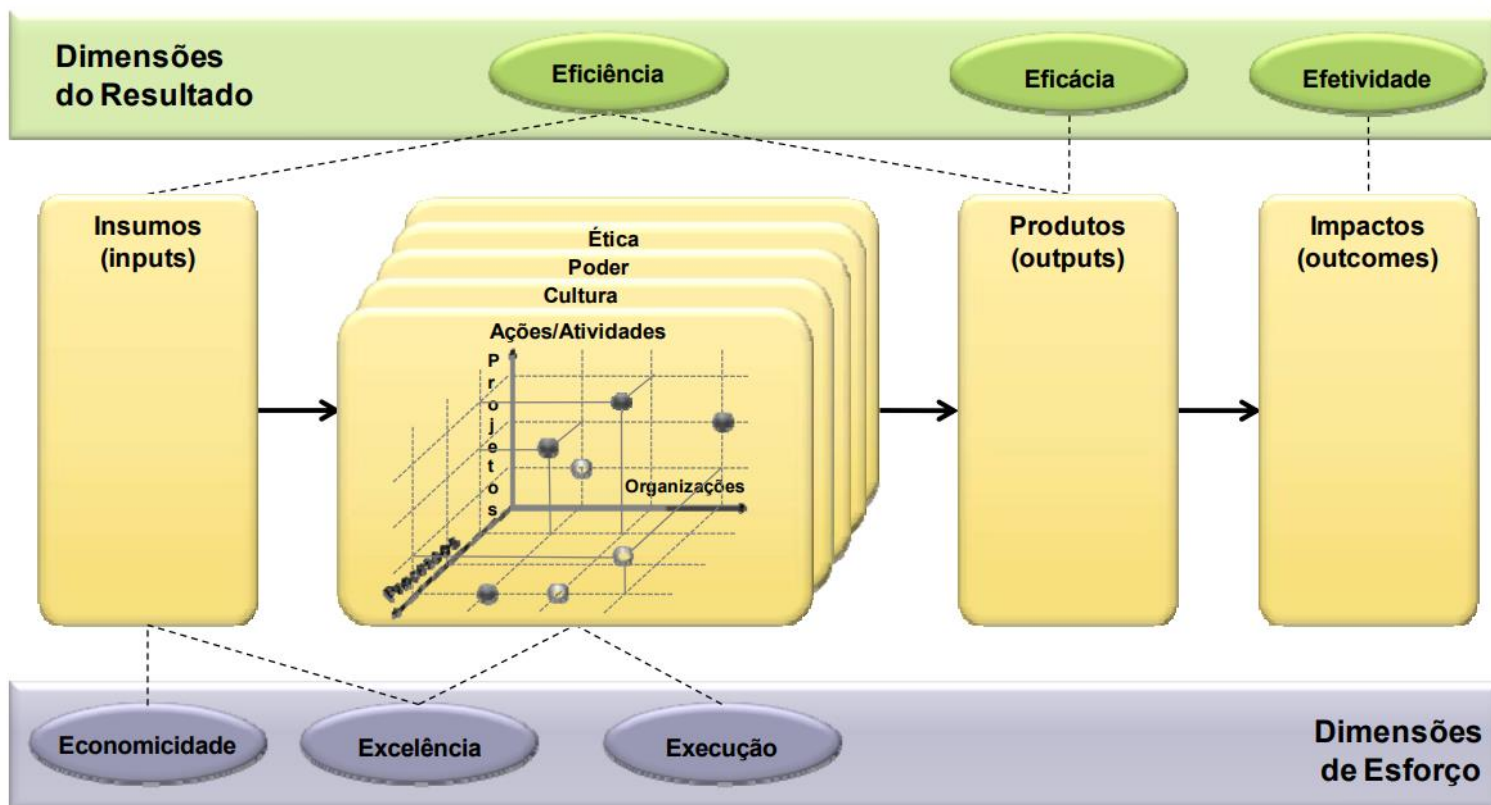 Dimensões
do Resultado
Eficiência
Eficácia
Efetividade
Insumos
(inputs)
Ética
Poder
Cultura
Ações/Atividades
Projetos
Organizações
Processos
Produtos
(outputs)
Impactos
(outcomes)
Economicidade
Excelência
Execução
Dimensões
de Esforço